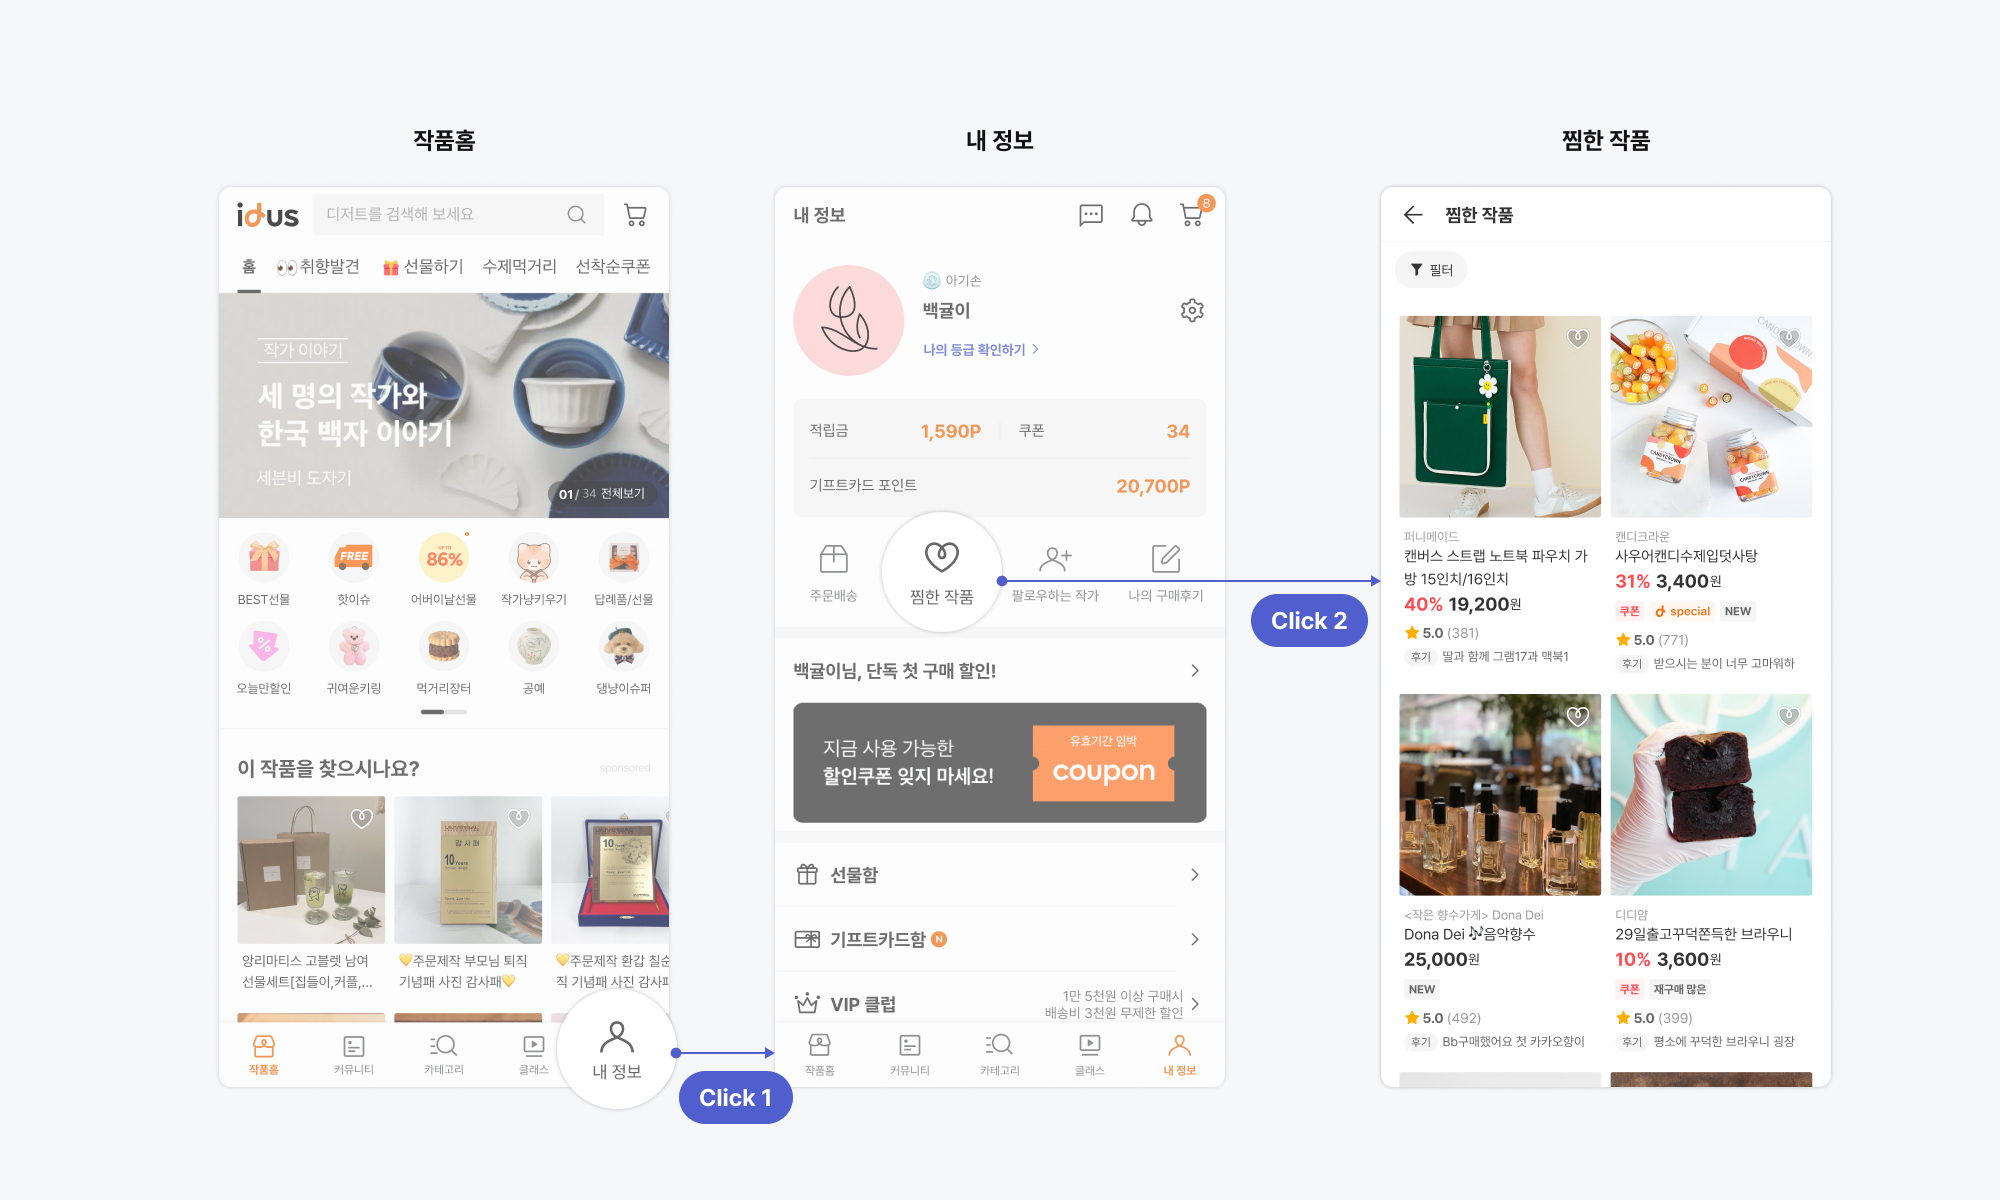 작품홈
idus
디저트를 검색해 보세요
홈 👀취향발견 🎁 선물하기 수제먹거리 선착순쿠폰
작가 이야기
세 명의 작가와
한국 백자 이야기
세븐비 도자기
01 / 34 전체보기
FREE
UP TO
86%
BEST선물 핫이슈 어버이날선물 작가냥키우기 답례품/선물
오늘만할인 귀여운키링 먹거리장터 공예 댕냥이슈퍼
이 작품을 찾으시나요?
sponsored
감사패
10 Years
10 Years
앙리마티스 고블렛 남여
선물세트[집들이,커플,...
💛주문제작 부모님 퇴직
기념패 사진 감사패💛
💛주문제작 환갑 칠순
직 기념패 사진 감사패
작품홈 커뮤니티 카테고리 클래스 내 정보
Click 1
내 정보
내 정보
8
아기손
백귤이
나의 등급 확인하기 >
적립금 1,590P 쿠폰 34
기프트카드 포인트 20,700P
주문배송 찜한 작품 팔로우하는 작가 나의 구매후기
Click 2
백귤이님, 단독 첫 구매 할인!
지금 사용 가능한
할인쿠폰 잊지 마세요!
유효기간 임박
coupon
선물함
기프트카드함 N
VIP 클럽
1만 5천원 이상 구매시
배송비 3천원 무제한 할인
작품홈 커뮤니티 카테고리 클래스 내 정보
찜한 작품
찜한 작품
필터
CANDYCROWN
CANDYCROWN
퍼니메이드
캔버스 스트랩 노트북 파우치 가
방 15인치/16인치
40% 19,200원
5.0 (381)
후기 딸과 함께 그램17과 맥북1
캔디크라운
사우어캔디수제입덧사탕
31% 3,400원
쿠폰 special NEW
5.0 (771)
후기 받으시는 분이 너무 고마워하
<작은 향수가게> Dona Dei
Dona Dei 🎶음악향수
25,000원
NEW
5.0 (492)
후기 Bb구매했어요 첫 카카오향이
디디얌
29일출고꾸덕쫀득한 브라우니
10% 3,600원
쿠폰 재구매 많은
5.0 (399)
후기 평소에 꾸덕한 브라우니 굉장